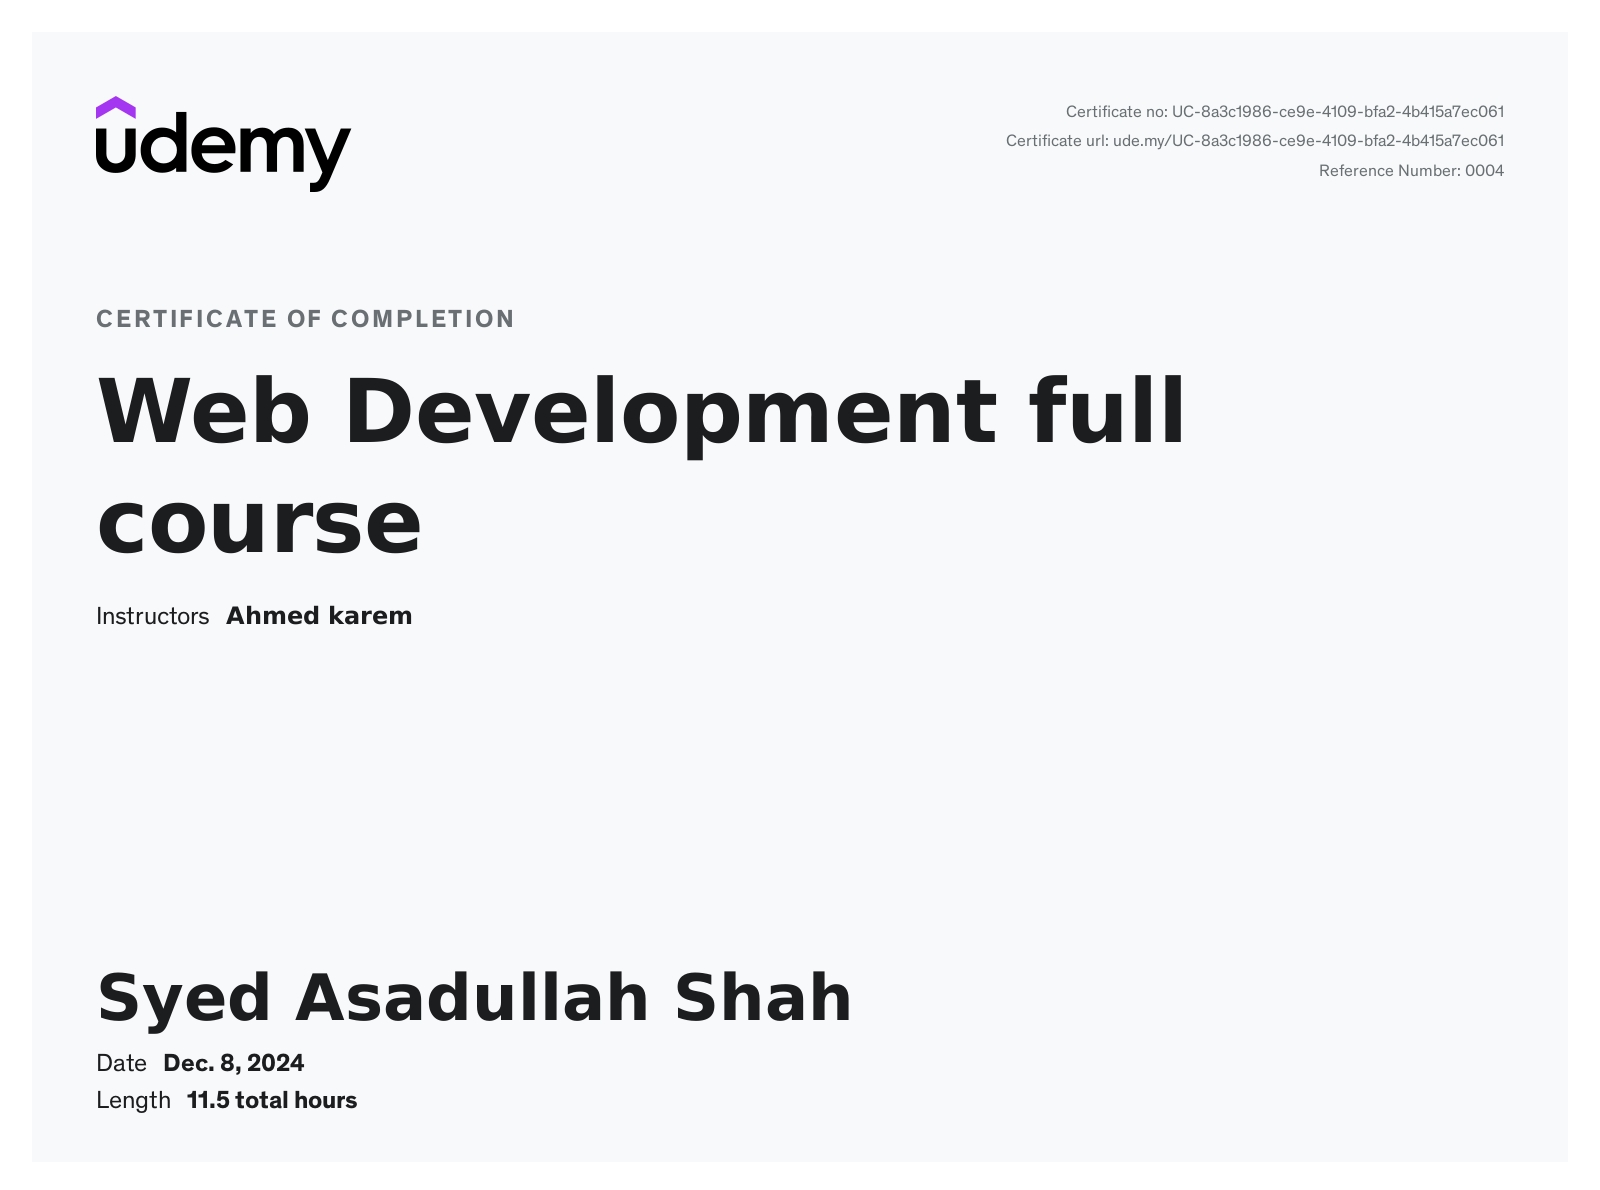 udemy
Certificate no: UC-8a3c1986-ce9e-4109-bfa2-4b415a7ec061
Certificate url: ude.my/UC-8a3c1986-ce9e-4109-bfa2-4b415a7ec061
Reference Number: 0004
CERTIFICATE OF COMPLETION
Web Development full
course
Instructors Ahmed karem
Syed Asadullah Shah
Date Dec. 8, 2024
Length 11.5 total hours